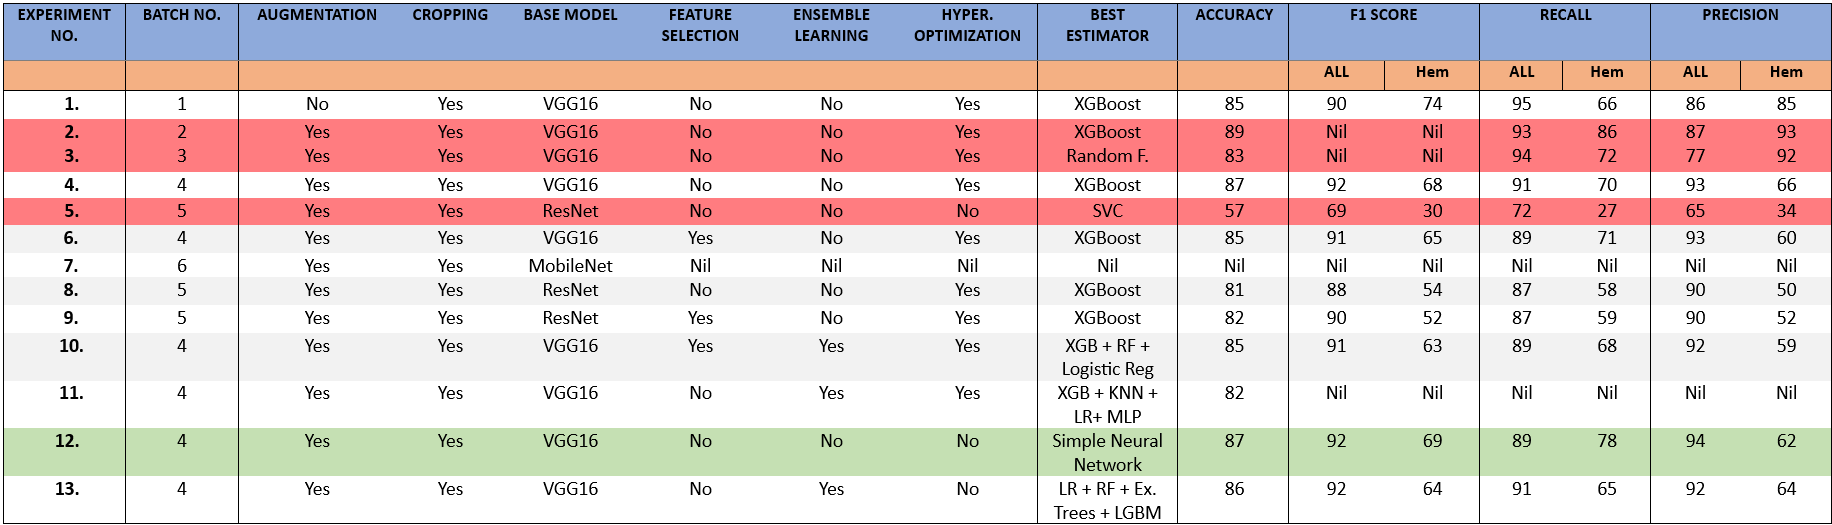 EXPERIMENT NO. BATCH NO. AUGMENTATION CROPPING BASE MODEL FEATURE SELECTION ENSEMBLE LEARNING HYPER. OPTIMIZATION BEST ESTIMATOR ACCURACY F1 SCORE RECALL PRECISION
ALL Hem ALL Hem ALL Hem
1. 1 No Yes VGG16 No No Yes XGBoost 85 90 74 95 66 86 85
2. 2 Yes Yes VGG16 No No Yes XGBoost 89 Nil Nil 93 86 87 93
3. 3 Yes Yes VGG16 No No Yes Random F. 83 Nil Nil 94 72 77 92
4. 4 Yes Yes VGG16 No No Yes XGBoost 87 92 68 91 70 93 66
5. 5 Yes Yes ResNet No No No SVC 57 69 30 72 27 65 34
6. 4 Yes Yes VGG16 Yes No Yes XGBoost 85 91 65 89 71 93 60
7. 6 Yes Yes MobileNet Nil Nil Nil Nil Nil Nil Nil Nil Nil Nil Nil
8. 5 Yes Yes ResNet No No Yes XGBoost 81 88 54 87 58 90 50
9. 5 Yes Yes ResNet Yes No Yes XGBoost 82 90 52 87 59 90 52
10. 4 Yes Yes VGG16 Yes Yes Yes XGB + RF + Logistic Reg 85 91 63 89 68 92 59
11. 4 Yes Yes VGG16 No Yes Yes XGB + KNN + LR+ MLP 82 Nil Nil Nil Nil Nil Nil
12. 4 Yes Yes VGG16 No No No Simple Neural Network 87 92 69 89 78 94 62
13. 4 Yes Yes VGG16 No Yes No LR + RF + Ex. Trees + LGBM 86 92 64 91 65 92 64